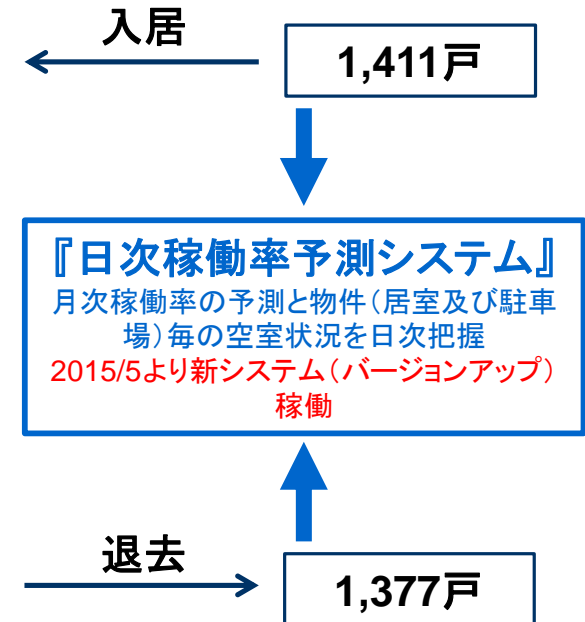 入居
1,411戸
『日次稼働率予測システム』
月次稼働率の予測と物件（居室及び駐車
場）毎の空室状況を日次把握
2015/5より新システム（バージョンアップ）
稼働
退去
1,377戸